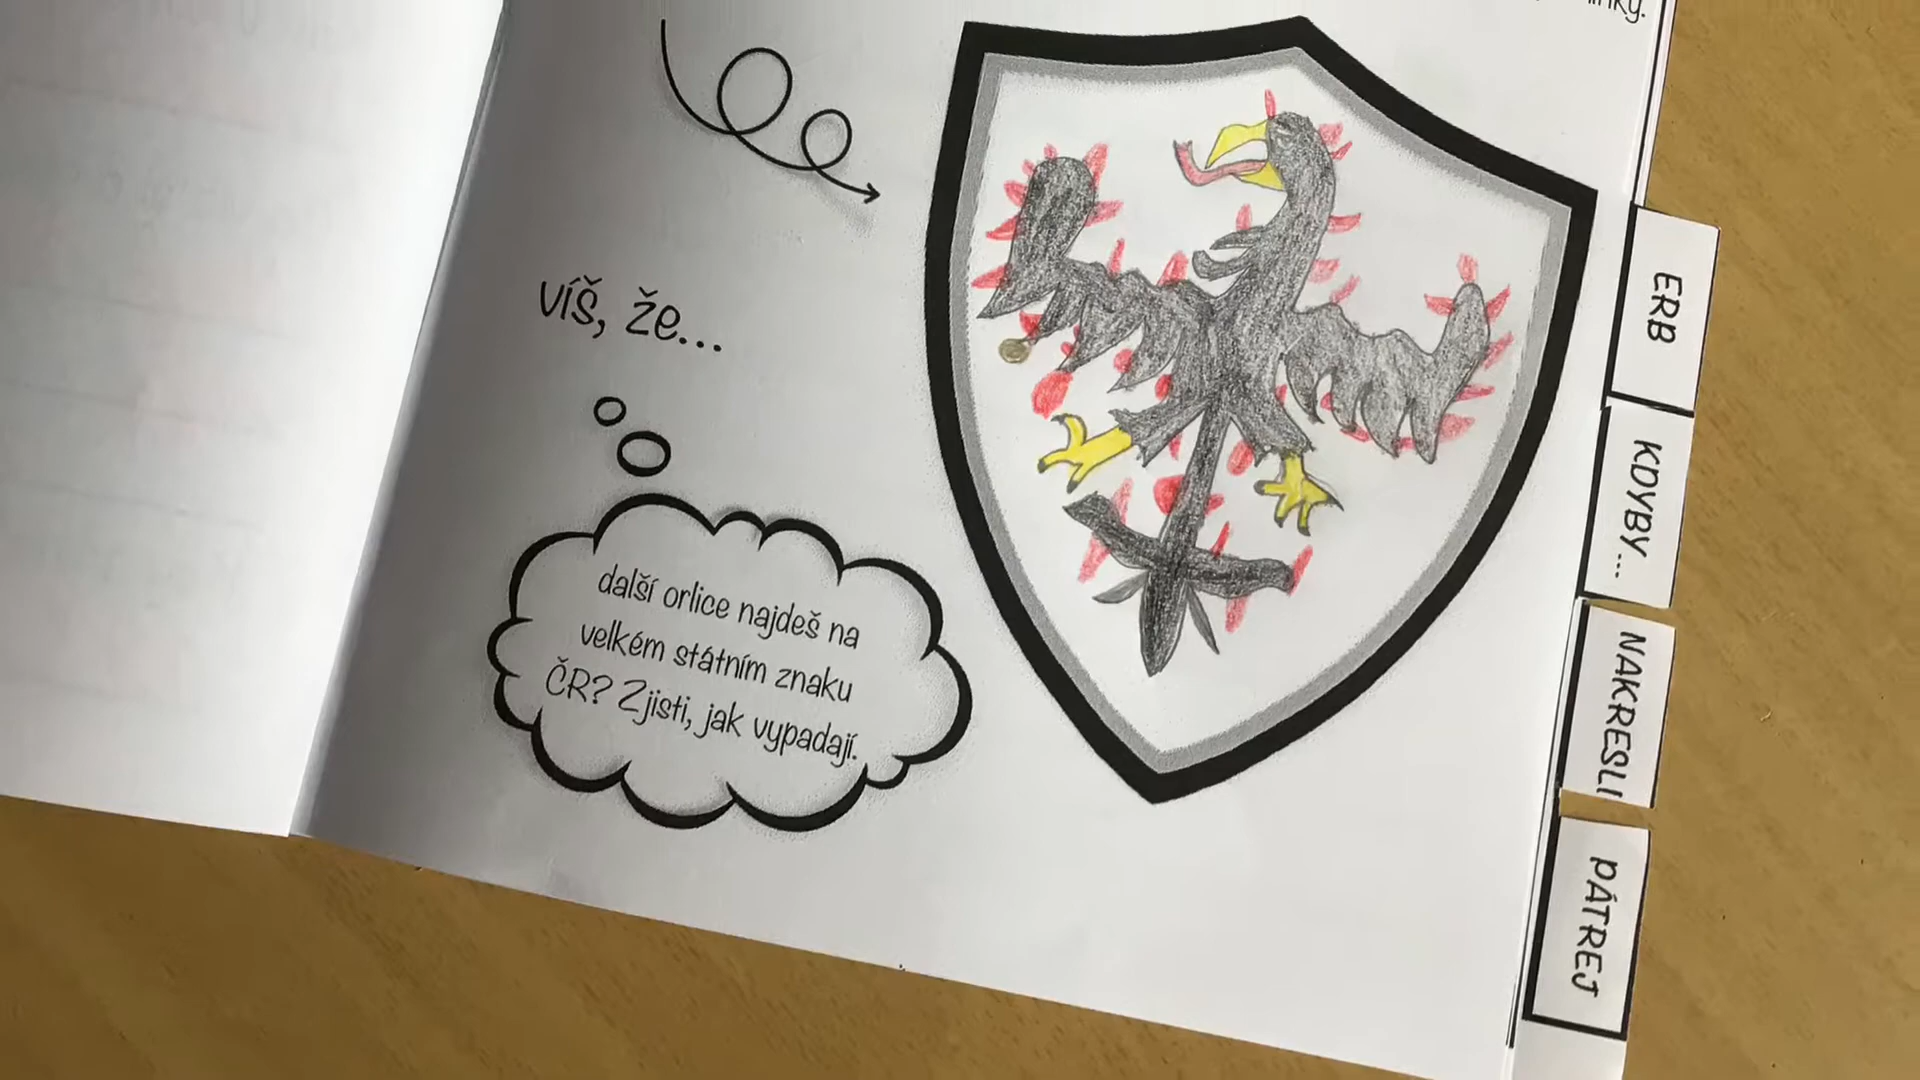 víš, že...
další orlice najdeš na
velkém státním znaku
ČR? Zjisti, jak vypadají.
ERB
KDYBY...
NAKRESLI
PÁTREJ